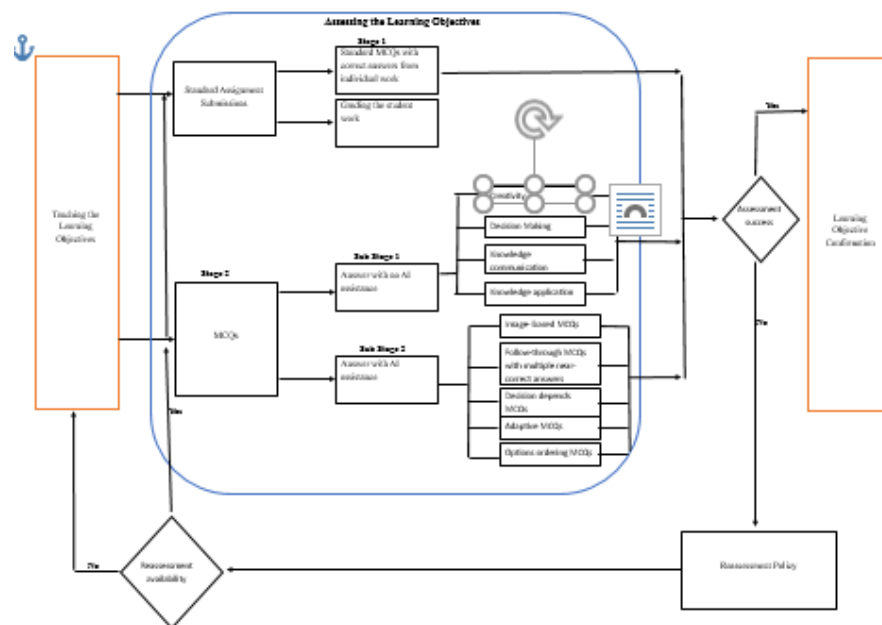 Assessing the Learning Objectives
Stage 1
Standard MCQs with
correct answers from
individual work
Standard Assignment
Submissions
Grading the student
work
Yes
Creativity
Teaching the
Learning
Objectives
Decision Making
Assessment
success
Learning
Objective
Confirmation
Knowledge
communication
Sub Stage 1
Stage 2
Answer with no AI
assistance
Knowledge application
MCQs
Image-based MCQs
No
Sub Stage 2
Answer with AI
assistance
Follow-through MCQs
with multiple near-
correct answers
Decision depends
MCQs
Yes
Adaptive MCQs
Options ordering MCQs
No
Reassessment
availability
Reassessment Policy